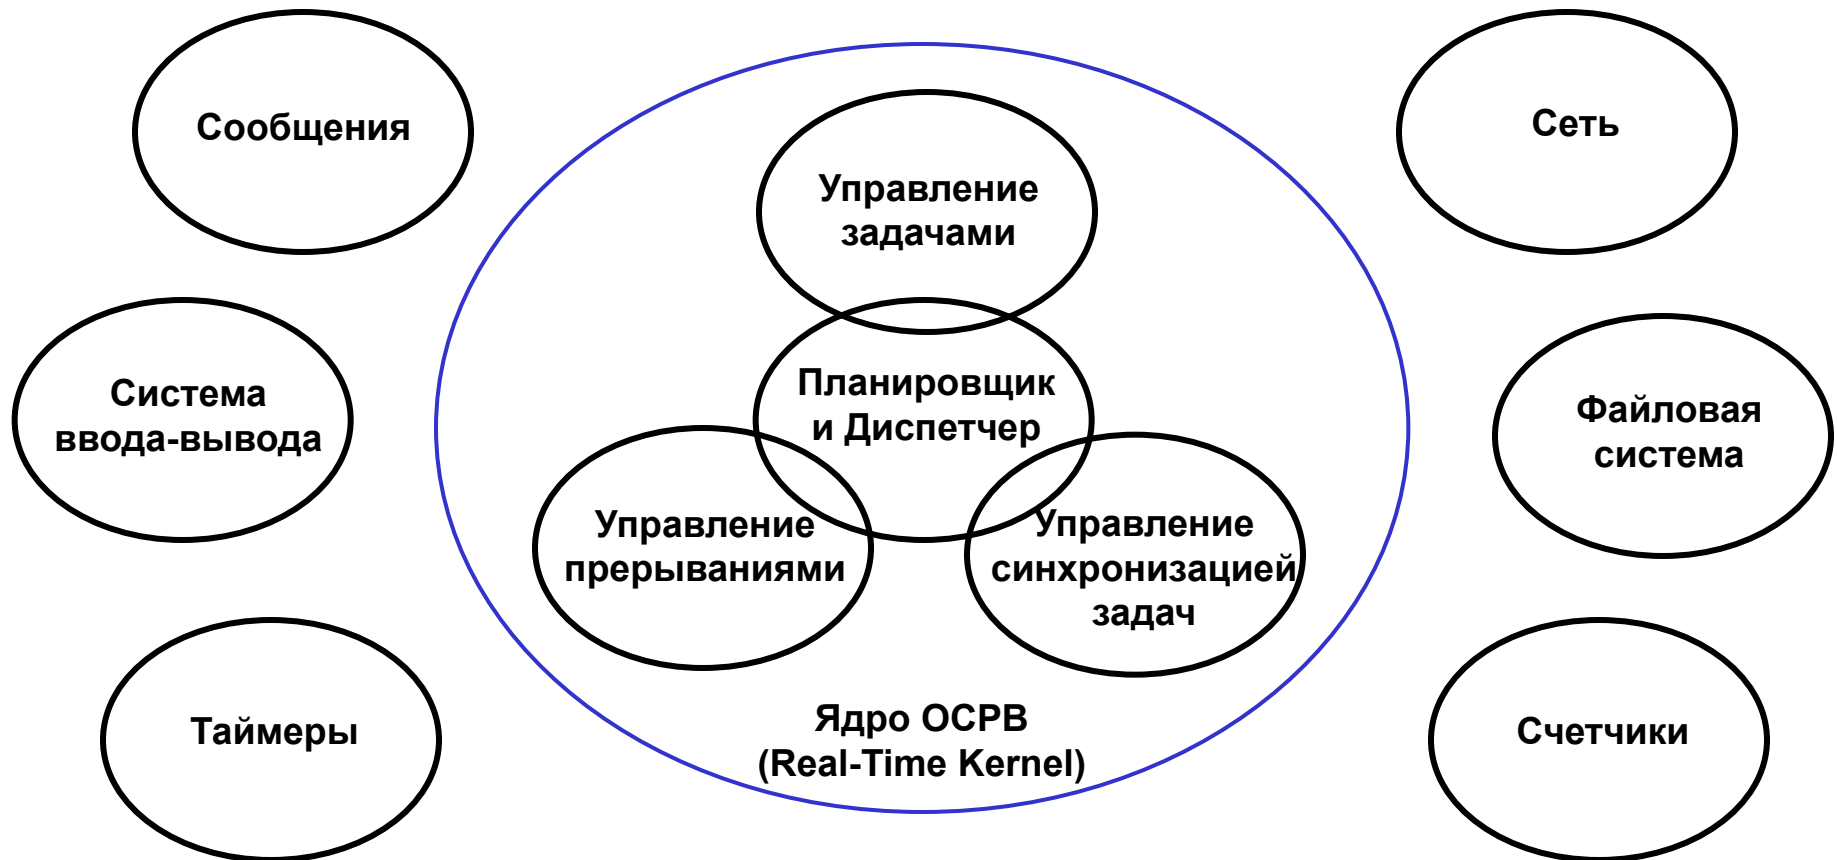 Сообщения
Сеть
Управление
задачами
Система
ввода-вывода
Планировщик
и Диспетчер
Файловая
система
Управление
прерываниями
Управление
синхронизацией
задач
Таймеры
Ядро ОСРВ
(Real-Time Kernel)
Счетчики